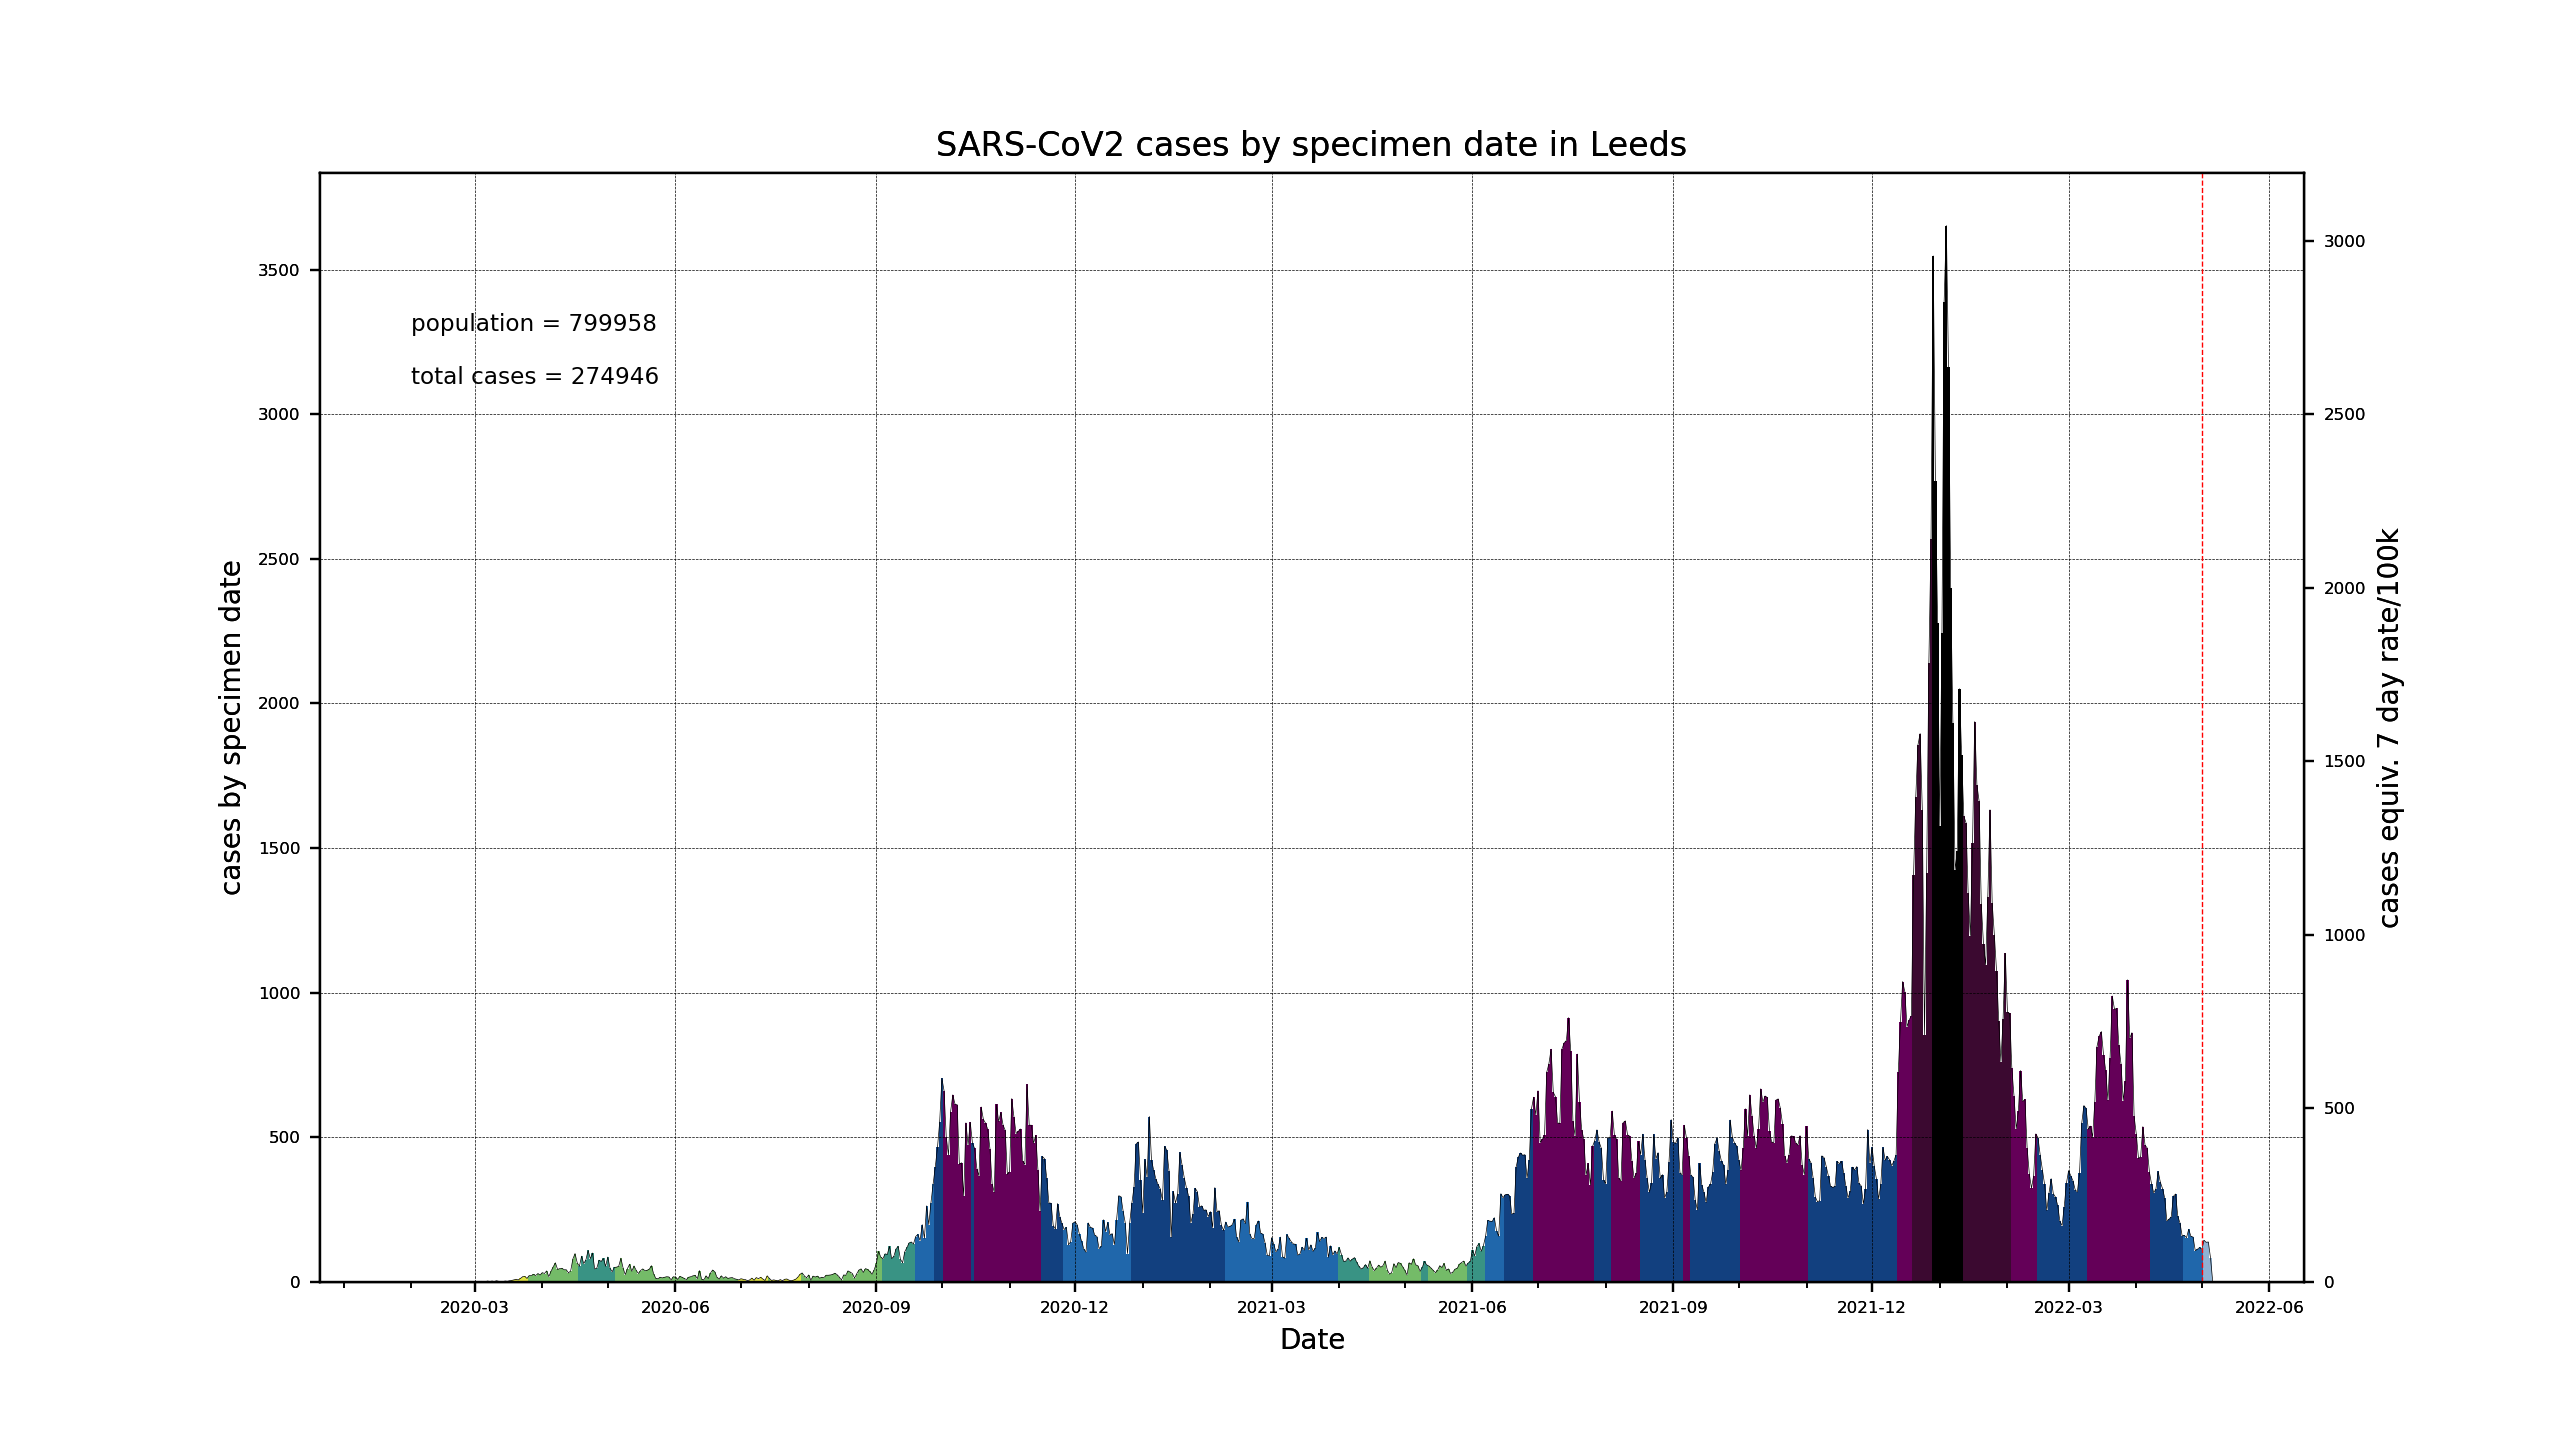 SARS-CoV2 cases by specimen date in Leeds
population = 799958
total cases = 274946
cases by specimen date
3500
3000
2500
2000
1500
1000
500
0
cases equiv. 7 day rate/100k
3000
2500
2000
1500
1000
500
0
2020-03 2020-06 2020-09 2020-12 2021-03 2021-06 2021-09 2021-12 2022-03 2022-06
Date